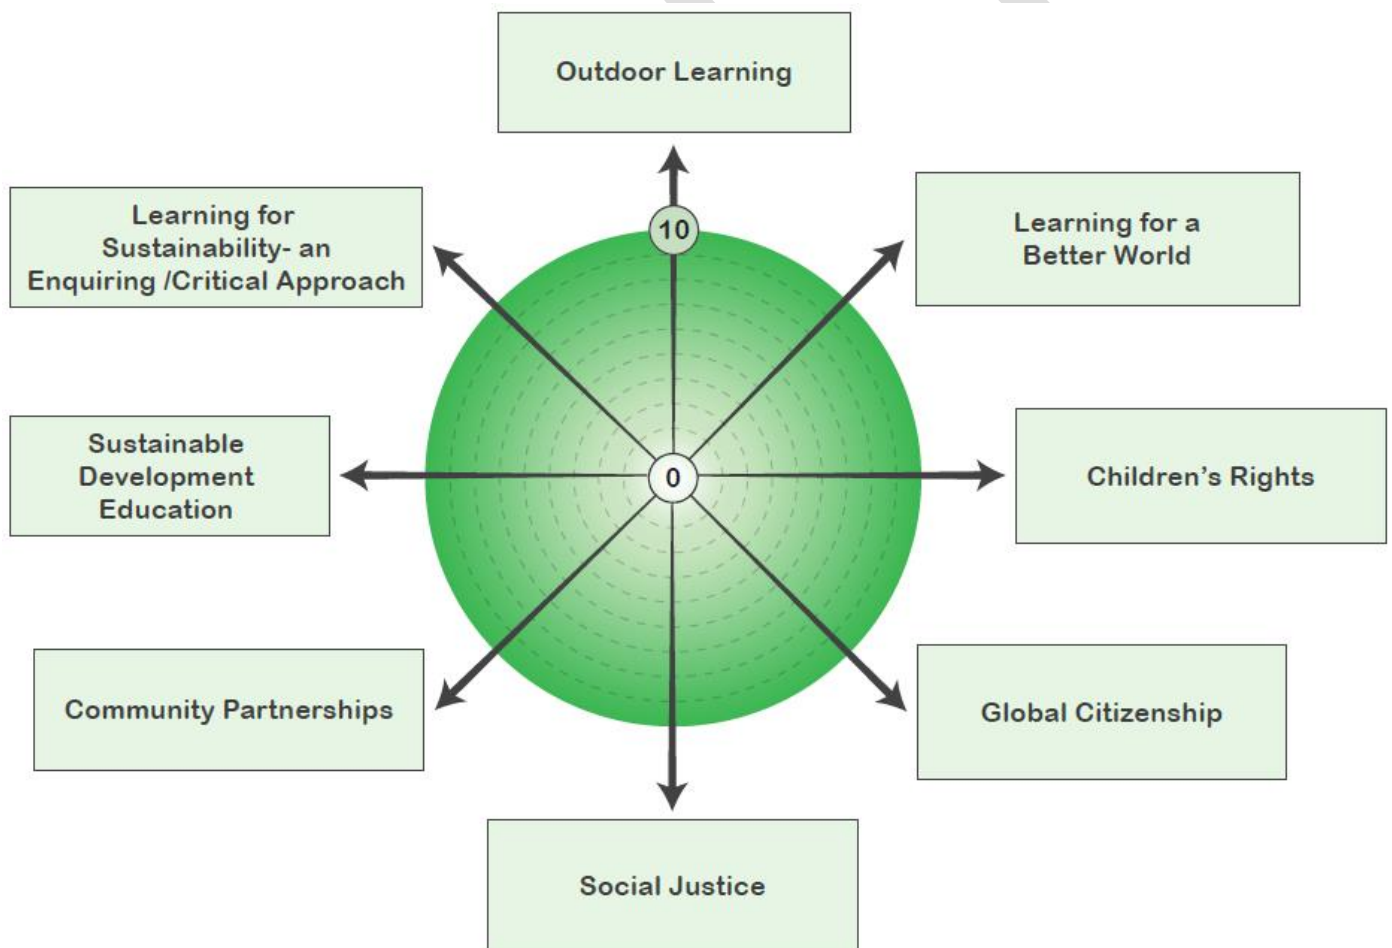 Outdoor Learning
Learning for
Sustainability- an
Enquiring /Critical Approach
10
Learning for a
Better World
Sustainable
Development
Education
0
Children's Rights
Community Partnerships
Global Citizenship
Social Justice